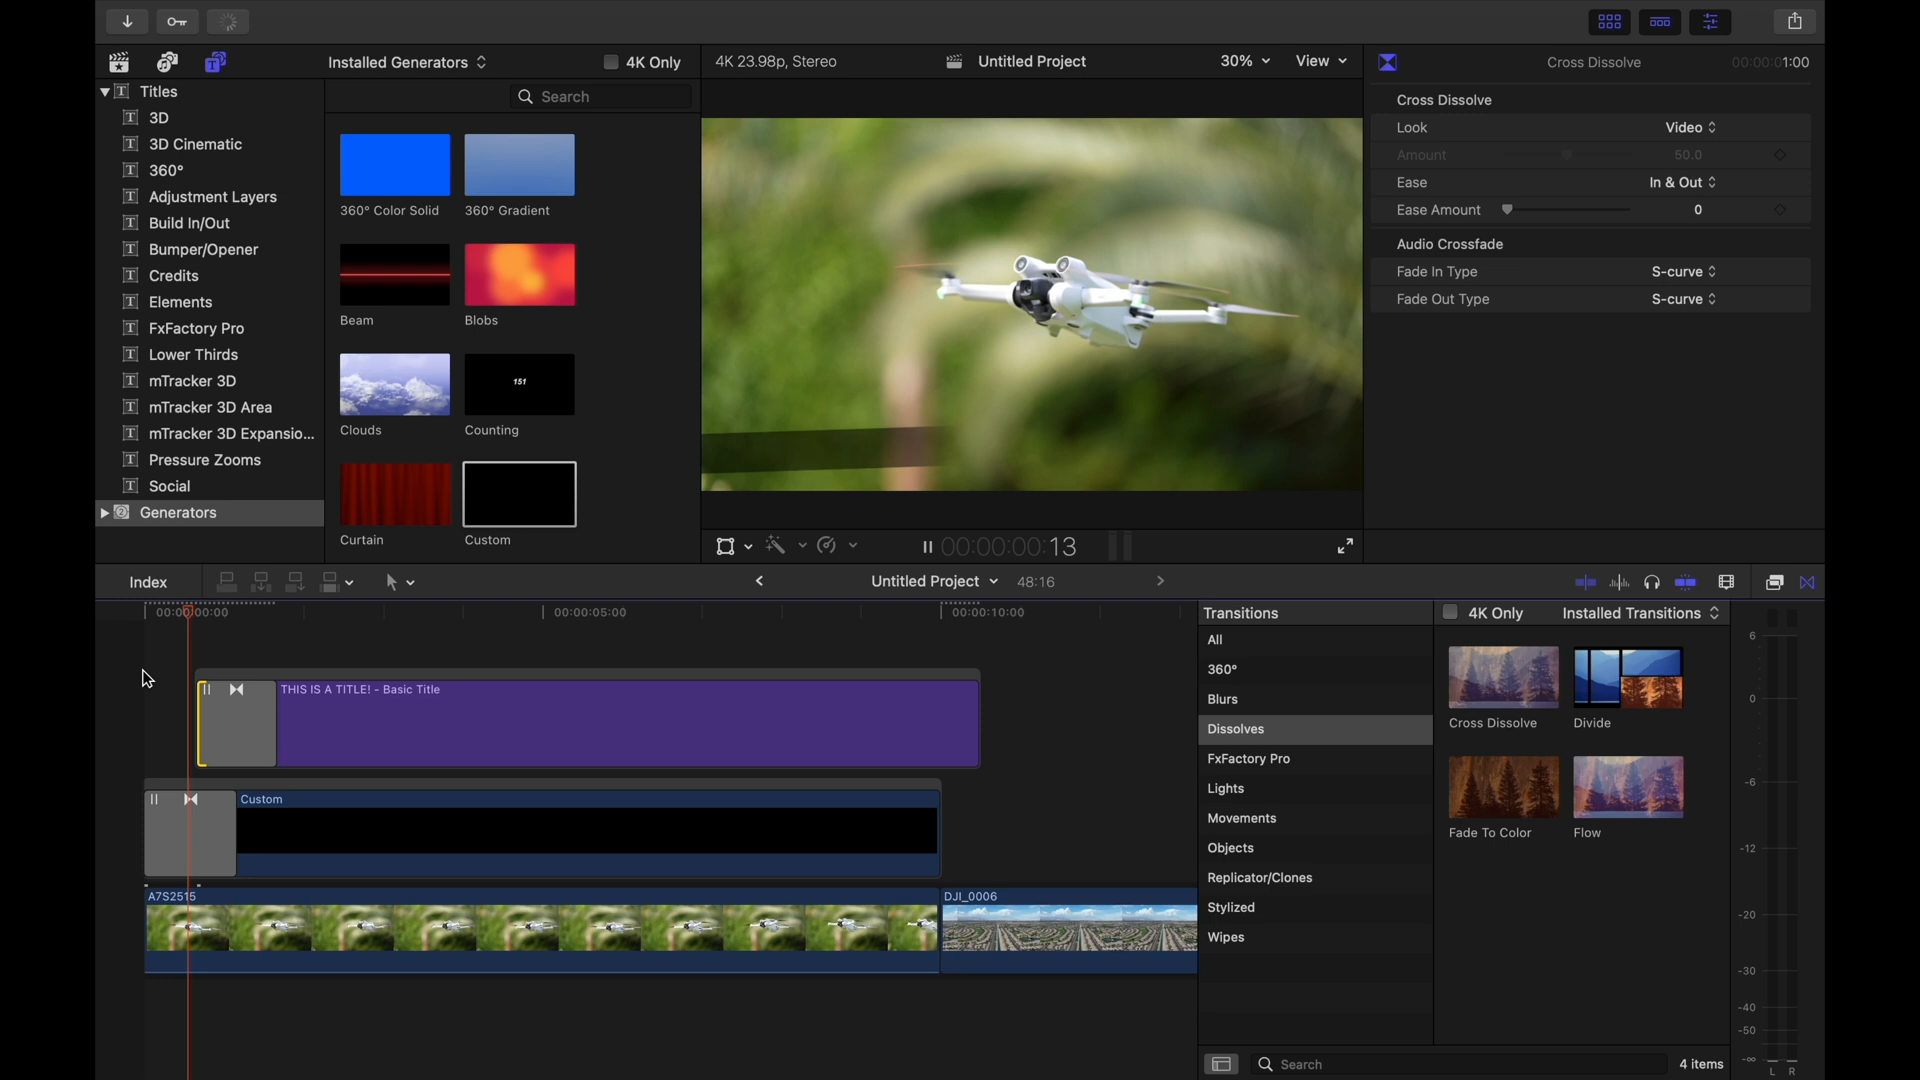 Installed Generators
4K Only
4K 23.98p, Stereo
Untitled Project
30%
View
Cross Dissolve
00:00:01:00
Titles
3D
3D Cinematic
360°
Adjustment Layers
Build In/Out
Bumper/Opener
Credits
Elements
FxFactory Pro
Lower Thirds
mTracker 3D
mTracker 3D Area
mTracker 3D Expansio...
Pressure Zooms
Social
Generators
Search
360° Color Solid
360° Gradient
Beam
Blobs
Clouds
151
Counting
Curtain
Custom
Cross Dissolve
Look
Video
Amount
50.0
Ease
In & Out
Ease Amount
0
Audio Crossfade
Fade In Type
S-curve
Fade Out Type
S-curve
00:00:00:13
Index
Untitled Project
48:16
00:00:00:00
00:00:05:00
00:00:10:00
THIS IS A TITLE! - Basic Title
Custom
A7S2515
DJI_0006
Transitions
All
360°
Blurs
Dissolves
FxFactory Pro
Lights
Movements
Objects
Replicator/Clones
Stylized
Wipes
4K Only
Installed Transitions
Cross Dissolve
Divide
Fade To Color
Flow
Search
4 items
6
0
-6
-12
-20
-30
-40
-50
-∞
L
R